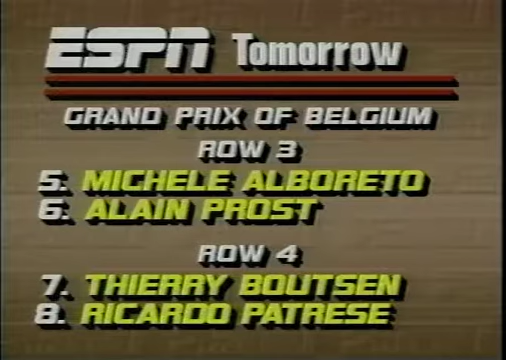 ESPN Tomorrow
GRAND PRIX OF BELGIUM
ROW 3
5. MICHELE ALBORETO
6. ALAIN PROST
ROW 4
7. THIERRY BOUTSEN
8. RICARDO PATRESE